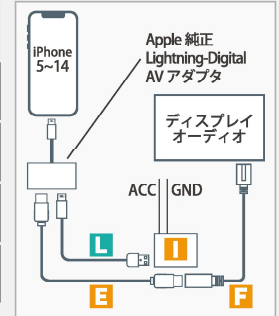 iPhone
5~14
Apple 純正
Lightning-Digital
AV アダプタ
ディスプレイ
オーディオ
ACC
GND
L
I
E
F